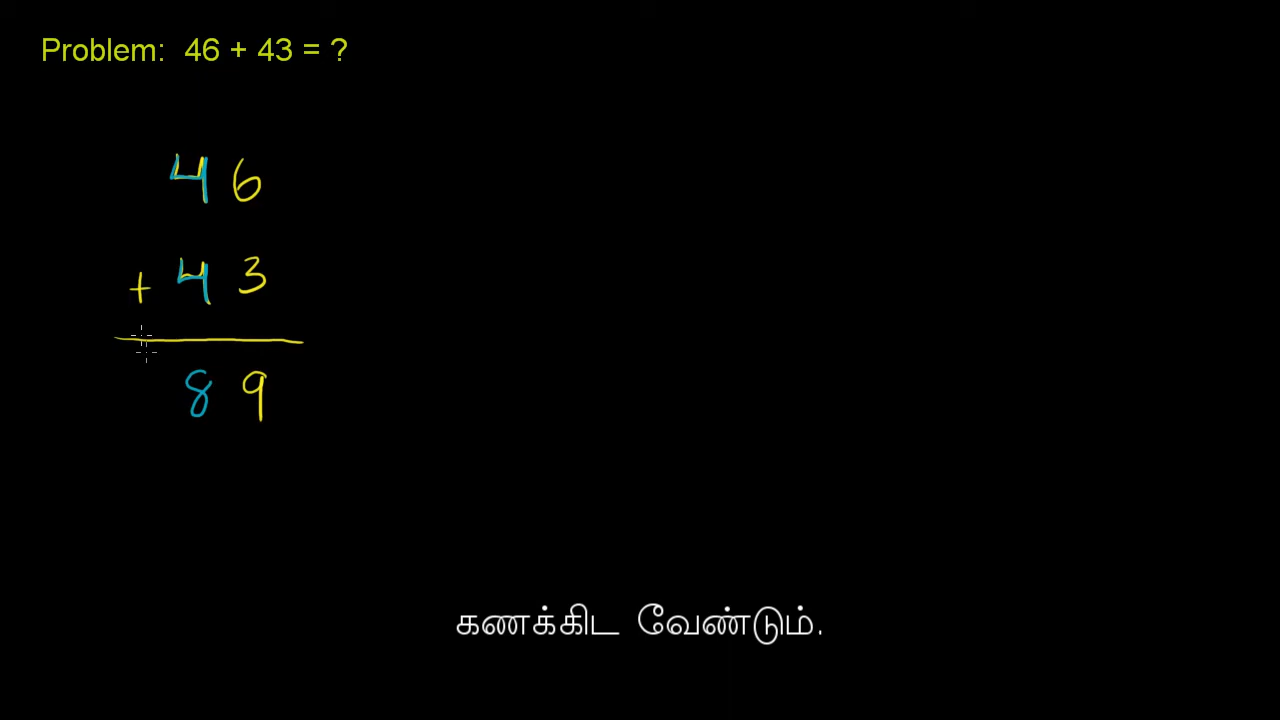 Problem: 46 + 43 = ?
46
+ 43
89
கணக்கிட வேண்டும்.